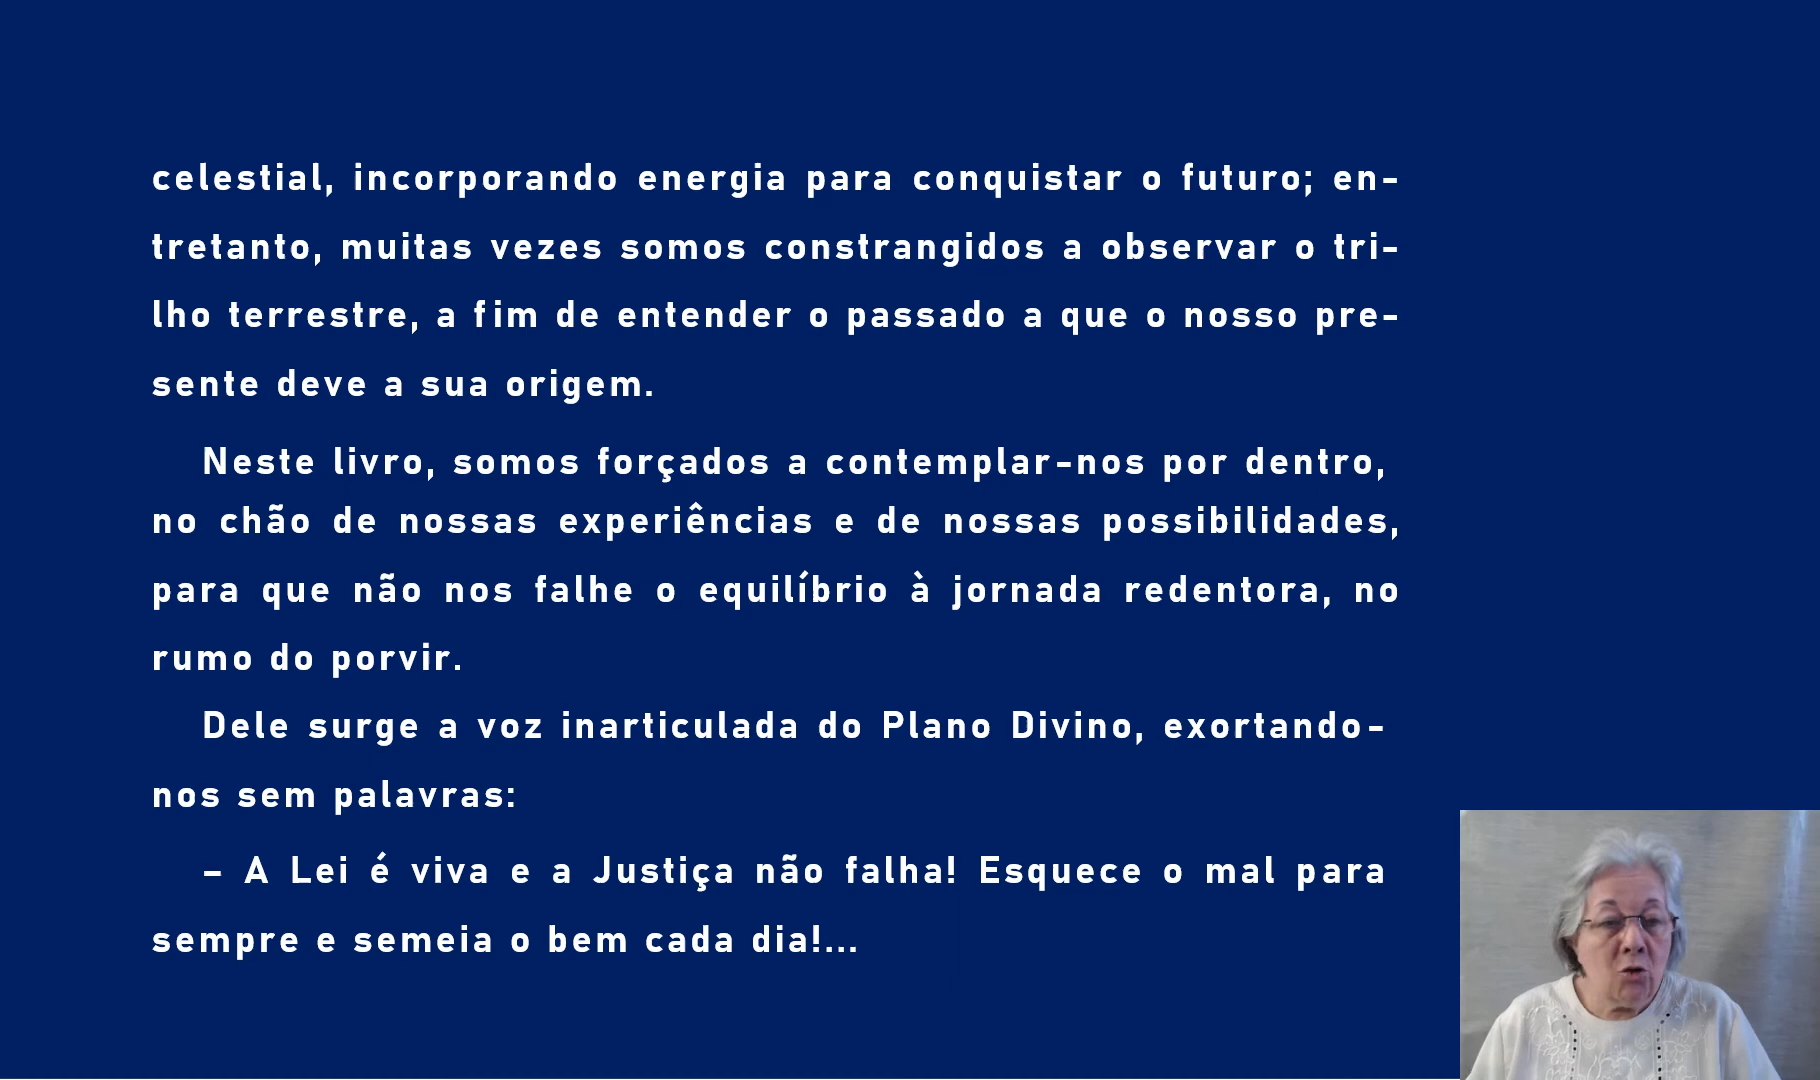 celestial, incorporando energia para conquistar o futuro; en-
tretanto, muitas vezes somos constrangidos a observar o tri-
lho terrestre, a fim de entender o passado a que o nosso pre-
sente deve a sua origem.
Neste livro, somos forçados a contemplar-nos por dentro,
no chão de nossas experiências e de nossas possibilidades,
para que não nos falhe o equilíbrio à jornada redentora, no
rumo do porvir.
Dele surge a voz inarticulada do Plano Divino, exortando-
nos sem palavras:
– A Lei é viva e a Justiça não falha! Esquece o mal para
sempre e semeia o bem cada dia!...